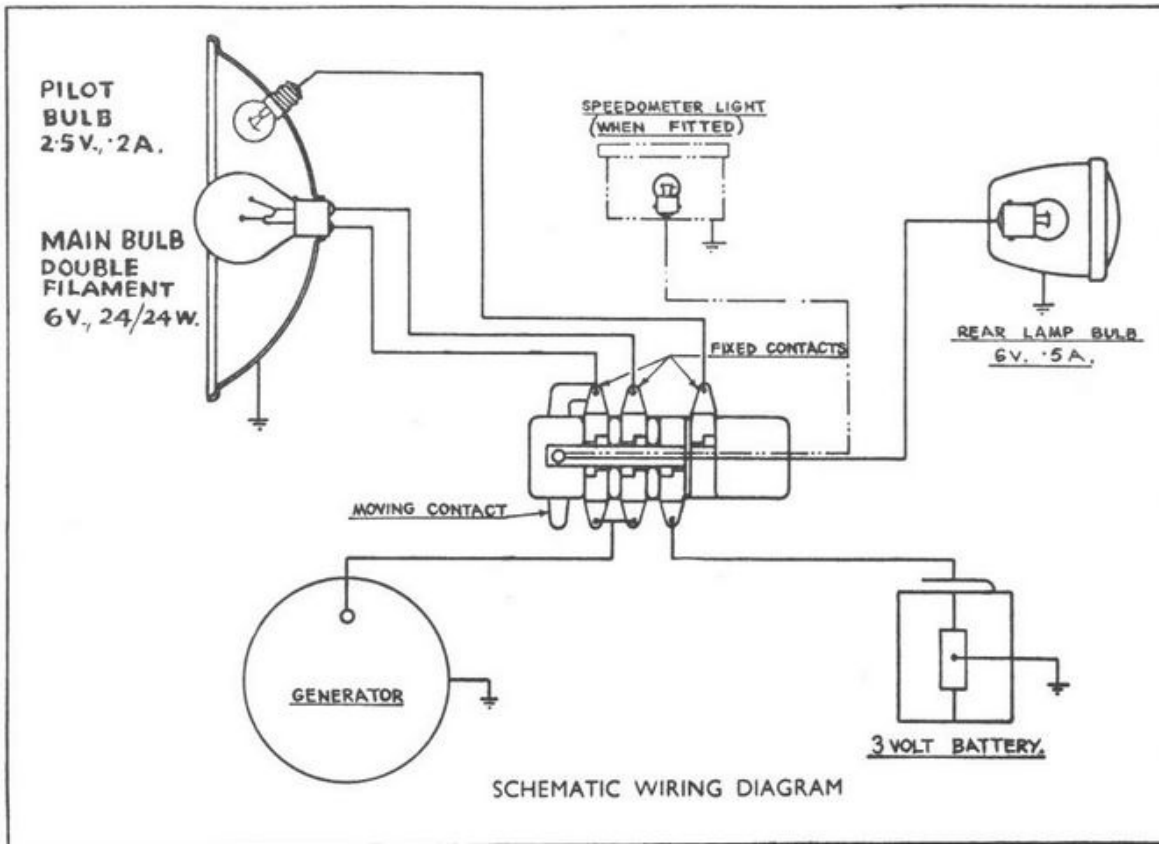 PILOT
BULB
2·5V., ·2A.
MAIN BULB
DOUBLE
FILAMENT
6V., 24/24W.
SPEEDOMETER LIGHT
(WHEN FITTED)
REAR LAMP BULB
6V. ·5A.
FIXED CONTACTS
MOVING CONTACT
GENERATOR
3 VOLT BATTERY.
SCHEMATIC WIRING DIAGRAM